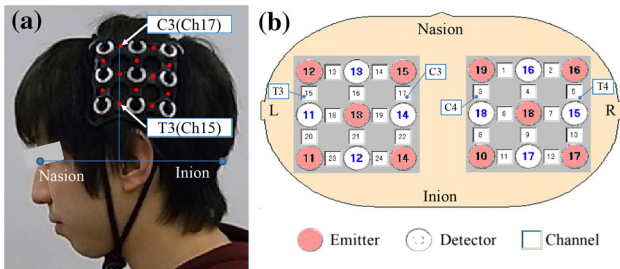 (a)
C3(Ch17)
T3(Ch15)
Nasion
Inion
(b)
Nasion
12 13 13 14 15
T3 15 16 17 C3
L 11 18 13 19 14
20 21 22
11 23 12 24 14
19 1 16 2 16
C4 3 4 5 T4
18 6 18 7 15 R
8 9 10
10 11 17 12 17
Inion
Emitter
Detector
Channel